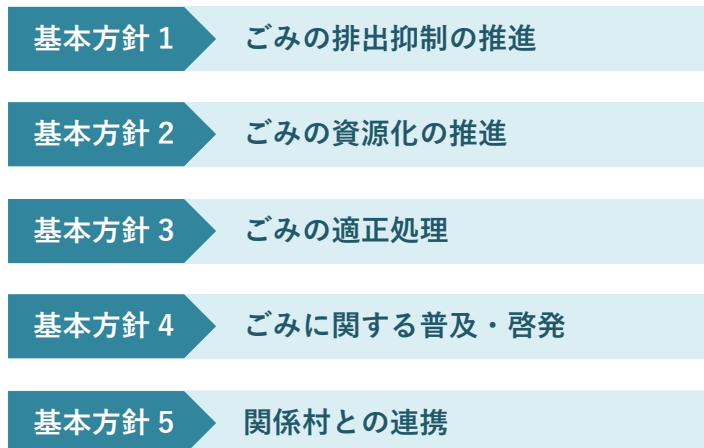 基本方針１ ごみの排出抑制の推進
基本方針２ ごみの資源化の推進
基本方針３ ごみの適正処理
基本方針４ ごみに関する普及・啓発
基本方針５ 関係村との連携